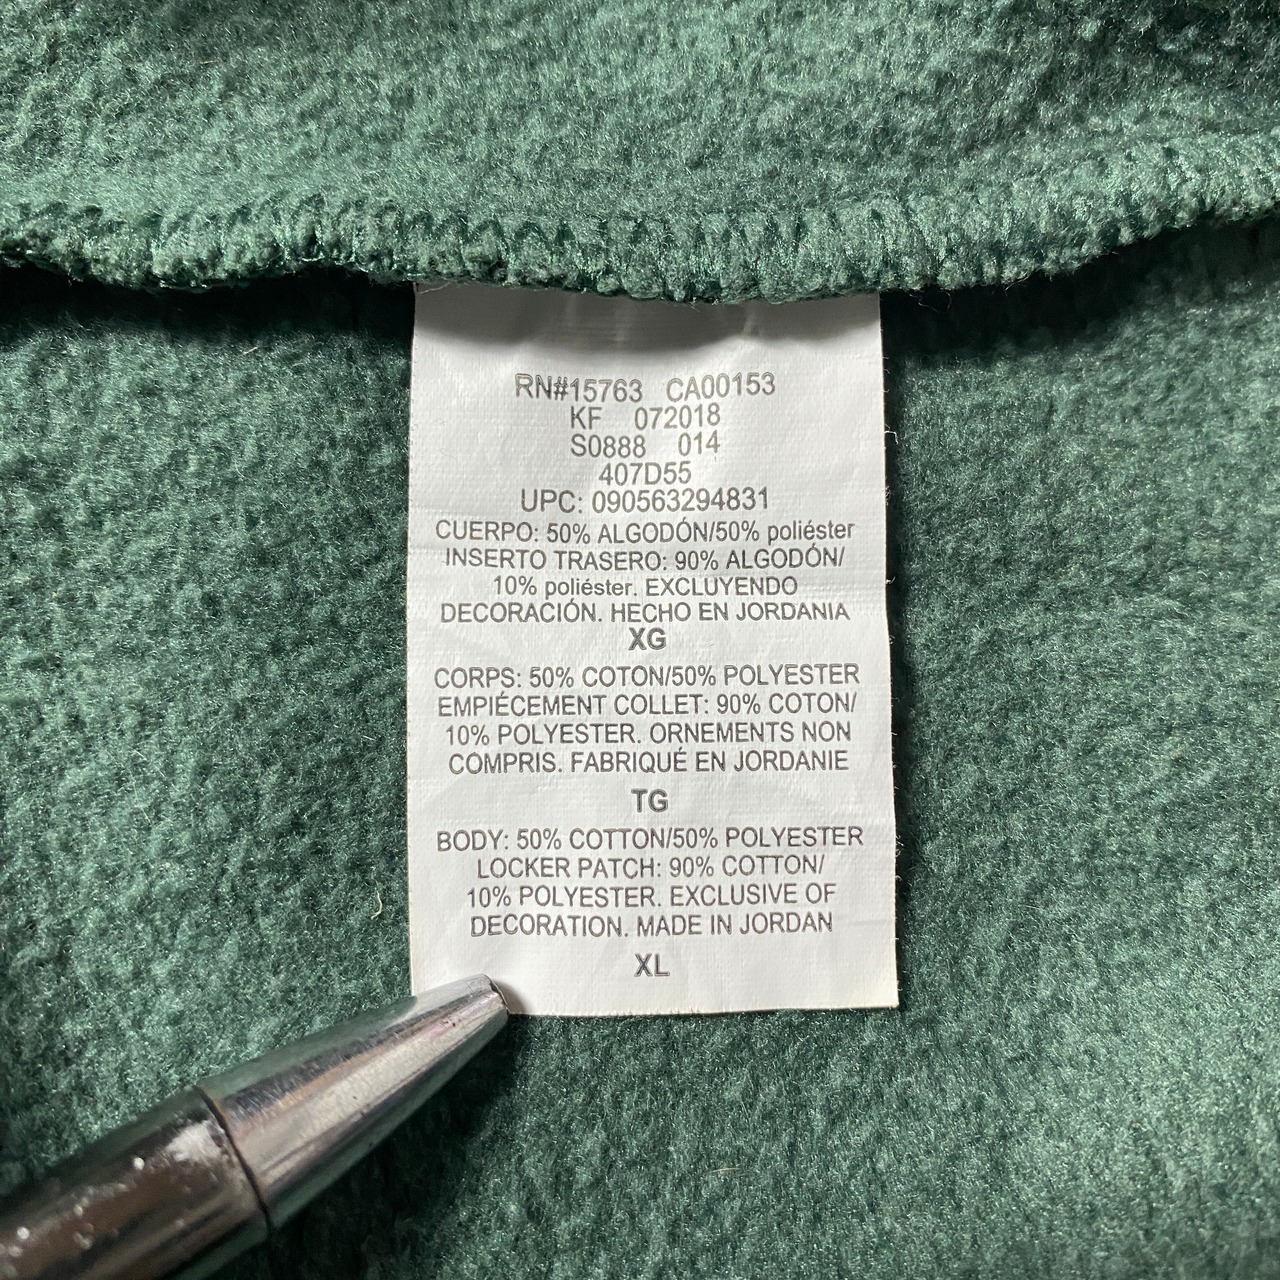 RN#15763 CA00153
KF 072018
S0888 014
407D55
UPC: 090563294831
CUERPO: 50% ALGODÓN/50% poliéster
INSERTO TRASERO: 90% ALGODÓN/
10% poliéster. EXCLUYENDO
DECORACIÓN. HECHO EN JORDANIA
XG
CORPS: 50% COTON/50% POLYESTER
EMPIÉCEMENT COLLET: 90% COTON/
10% POLYESTER. ORNEMENTS NON
COMPRIS. FABRIQUÉ EN JORDANIE
TG
BODY: 50% COTTON/50% POLYESTER
LOCKER PATCH: 90% COTTON/
10% POLYESTER. EXCLUSIVE OF
DECORATION. MADE IN JORDAN
XL